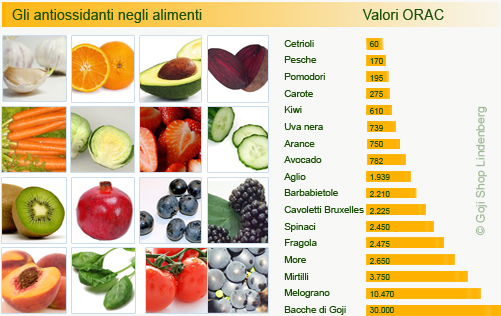 Gli antiossidanti negli alimenti Valori ORAC
Cetrioli 60
Pesche 170
Pomodori 195
Carote 275
Kiwi 610
Uva nera 739
Arance 750
Avocado 782
Aglio 1.939
Barbabietole 2.210
Cavoletti Bruxelles 2.225
Spinaci 2.450
Fragola 2.475
More 2.650
Mirtilli 3.750
Melograno 10.470
Bacche di Goji 30.000
© Goji Shop Lindenberg